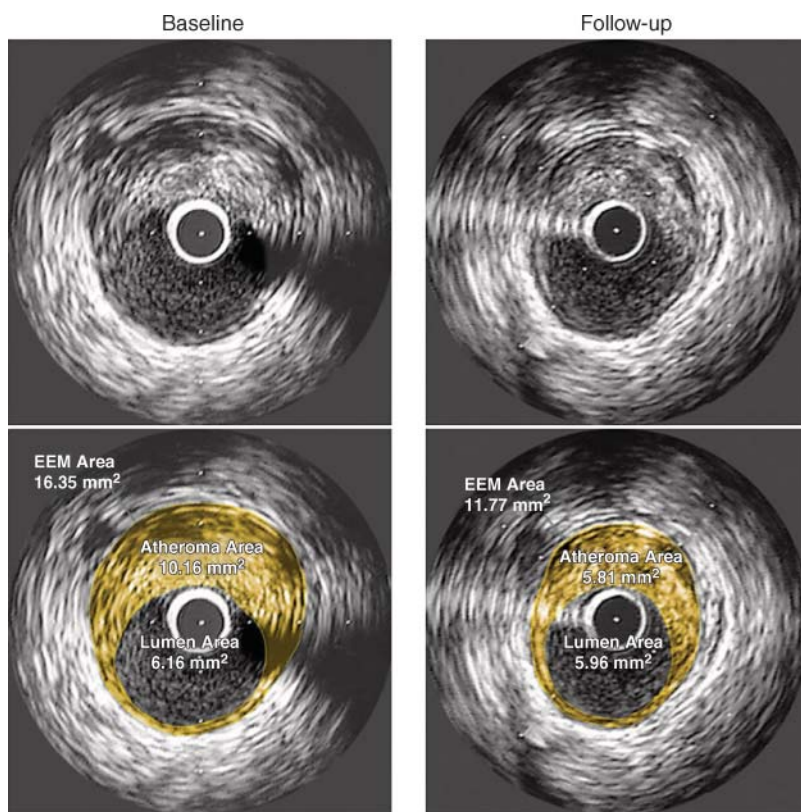 Baseline
Follow-up
EEM Area
16.35 mm²
Atheroma Area
10.16 mm²
Lumen Area
6.16 mm²
EEM Area
11.77 mm²
Atheroma Area
5.81 mm²
Lumen Area
5.96 mm²